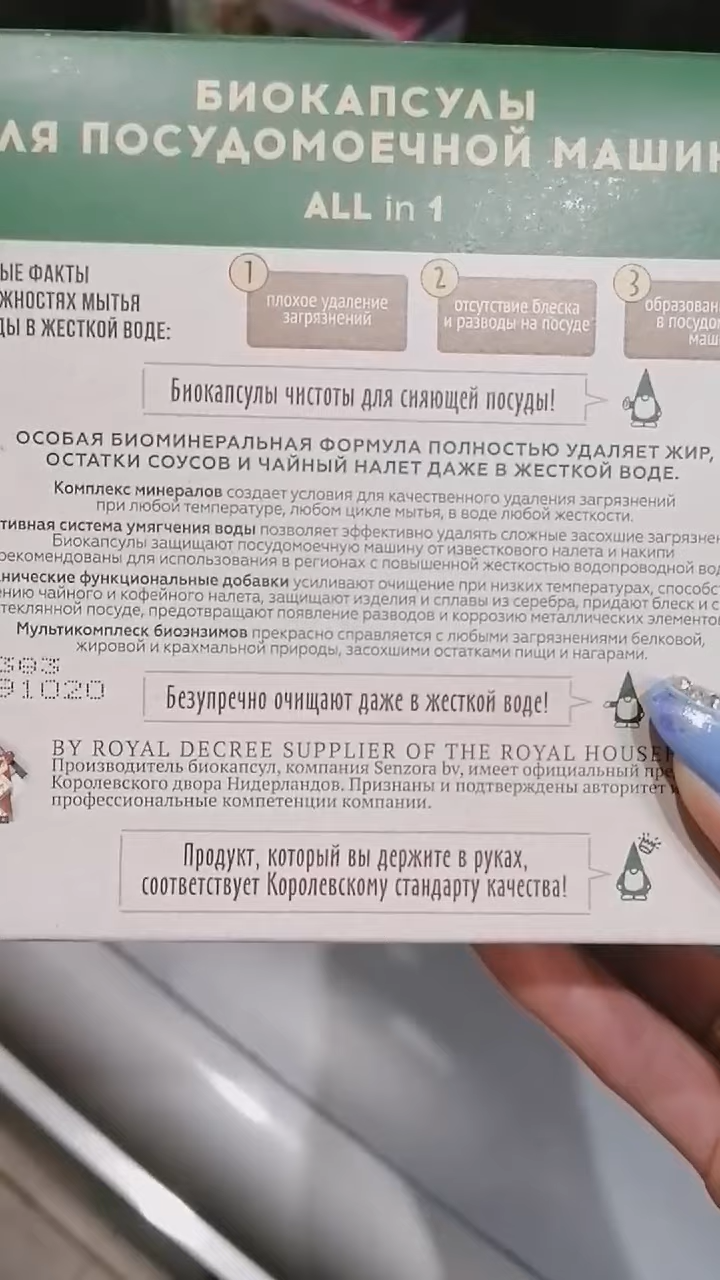 БИОКАПСУЛЫ
ЛЯ ПОСУДОМОЕЧНОЙ МАШИН
ALL in 1
ЫЕ ФАКТЫ
ЖНОСТЯХ МЫТЬЯ
ДЫ В ЖЕСТКОЙ ВОДЕ:
1
плохое удаление
загрязнений
2
отсутствие блеска
и разводы на посуде
3
образован
в посудо
маш
Биокапсулы чистоты для сияющей посуды!
ОСОБАЯ БИОМИНЕРАЛЬНАЯ ФОРМУЛА ПОЛНОСТЬЮ УДАЛЯЕТ ЖИР,
ОСТАТКИ СОУСОВ И ЧАЙНЫЙ НАЛЕТ ДАЖЕ В ЖЕСТКОЙ ВОДЕ.
Комплекс минералов создает условия для качественного удаления загрязнений
при любой температуре, любом цикле мытья, в воде любой жесткости.
тивная система умягчения воды позволяет эффективно удалять сложные засохшие загрязнен
Биокапсулы защищают посудомоечную машину от известкового налета и накипи
рекомендованы для использования в регионах с повышенной жесткостью водопроводной вод
нические функциональные добавки усиливают очищение при низких температурах, способст
ению чайного и кофейного налета, защищают изделия и сплавы из серебра, придают блеск и с
теклянной посуде, предотвращают появление разводов и коррозию металлических элементо
Мультикомплеск биоэнзимов прекрасно справляется с любыми загрязнениями белковой,
жировой и крахмальной природы, засохшими остатками пищи и нагарами.
91020
Безупречно очищают даже в жесткой воде!
BY ROYAL DECREE SUPPLIER OF THE ROYAL HOUSE
Производитель биокапсул, компания Senzora bv, имеет официальный пре
Королевского двора Нидерландов. Признаны и подтверждены авторитет и
профессиональные компетенции компании.
Продукт, который вы держите в руках,
соответствует Королевскому стандарту качества!